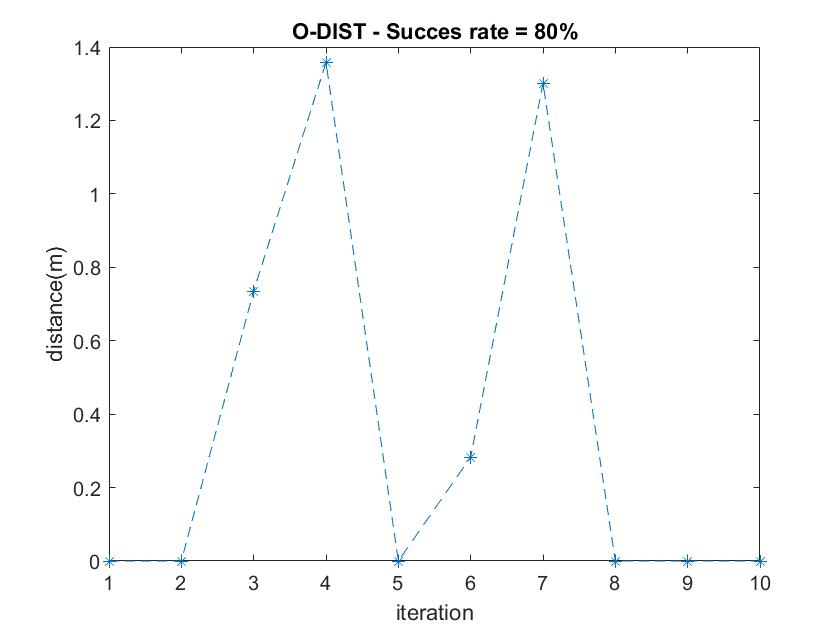 O-DIST - Succes rate = 80%
1.4
1.2
1
0.8
0.6
0.4
0.2
0
distance(m)
1 2 3 4 5 6 7 8 9 10
iteration